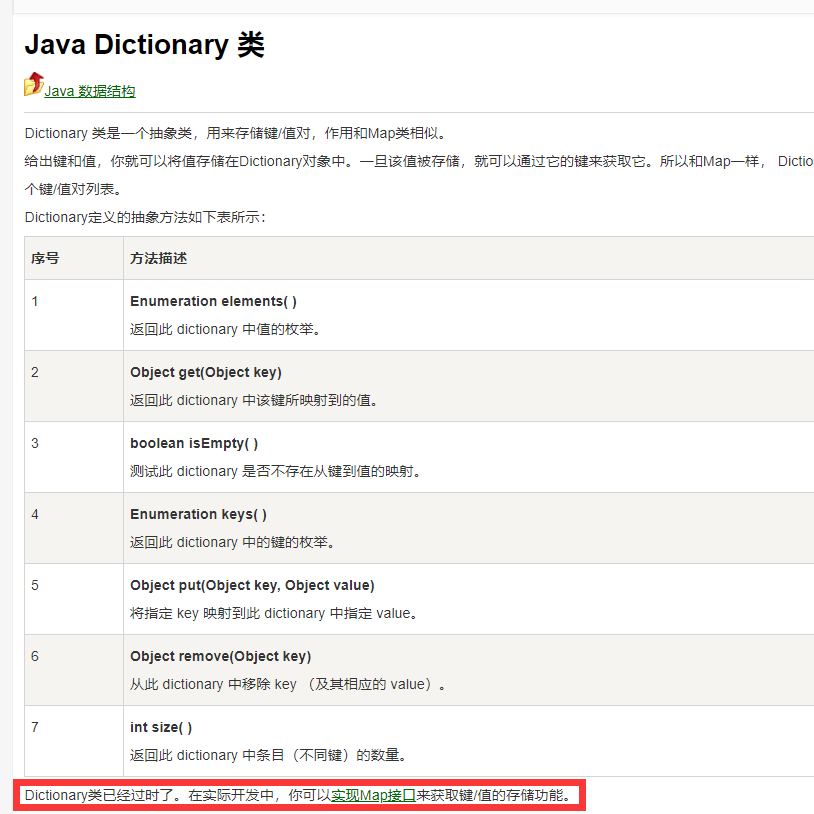 Java Dictionary 类
Java 数据结构
Dictionary 类是一个抽象类，用来存储键/值对，作用和Map类相似。
给出键和值，你就可以将值存储在Dictionary对象中。一旦该值被存储，就可以通过它的键来获取它。所以和Map一样， Dictio
个键/值对列表。
Dictionary定义的抽象方法如下表所示：
序号 方法描述
1 Enumeration elements( )
返回此 dictionary 中值的枚举。
2 Object get(Object key)
返回此 dictionary 中该键所映射到的值。
3 boolean isEmpty( )
测试此 dictionary 是否不存在从键到值的映射。
4 Enumeration keys( )
返回此 dictionary 中的键的枚举。
5 Object put(Object key, Object value)
将指定 key 映射到此 dictionary 中指定 value。
6 Object remove(Object key)
从此 dictionary 中移除 key （及其相应的 value）。
7 int size( )
返回此 dictionary 中条目（不同键）的数量。
Dictionary类已经过时了。在实际开发中，你可以实现Map接口来获取键/值的存储功能。